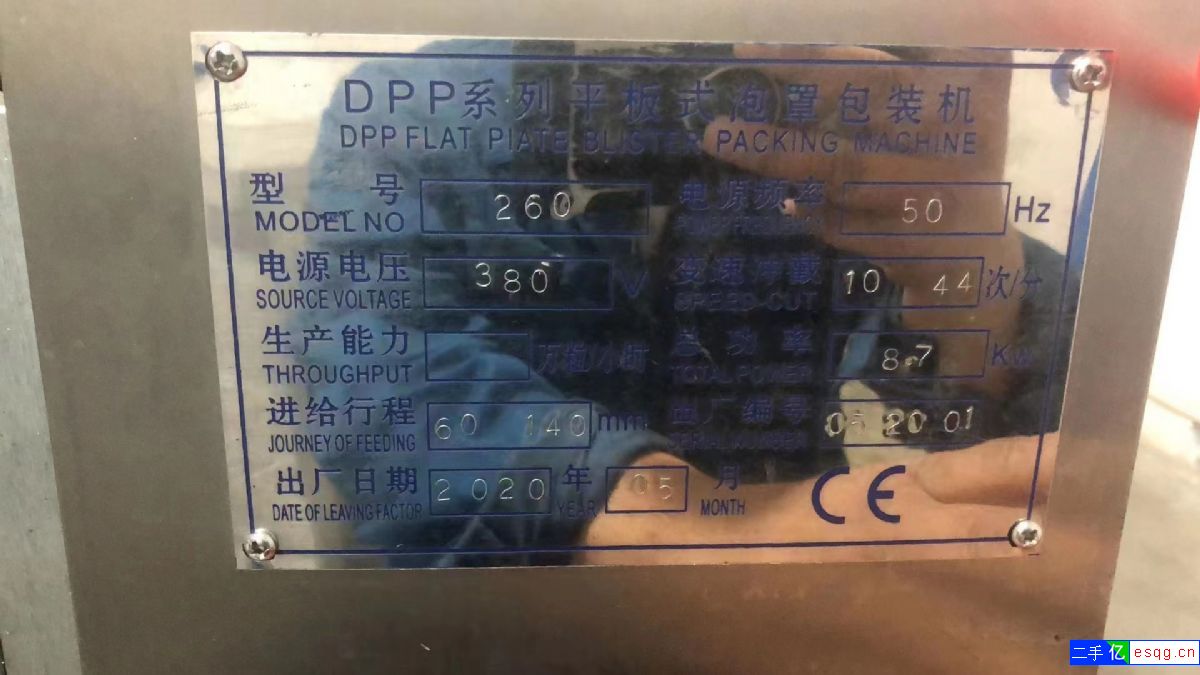 DPP系列平板式泡罩包装机
DPP FLAT PIATE BLISTER PACKING MACHINE
型 号 260 电源频率 50 Hz
MODEL NO
电源电压 380 V 变速冲裁 10 44 次/分
SOURCE VOLTAGE SPEED-CUT
生产能力 万粒/小时 总功率 8.7 Kw
THROUGHPUT TOTAL POWER
进给行程 60 140 mm 出厂编号 05 20 01
JOURNEY OF FEEDING
出厂日期 2020 年 05 月
DATE OF LEAVING FACTOR YEAR MONTH
CE
二手亿 esqg.cn